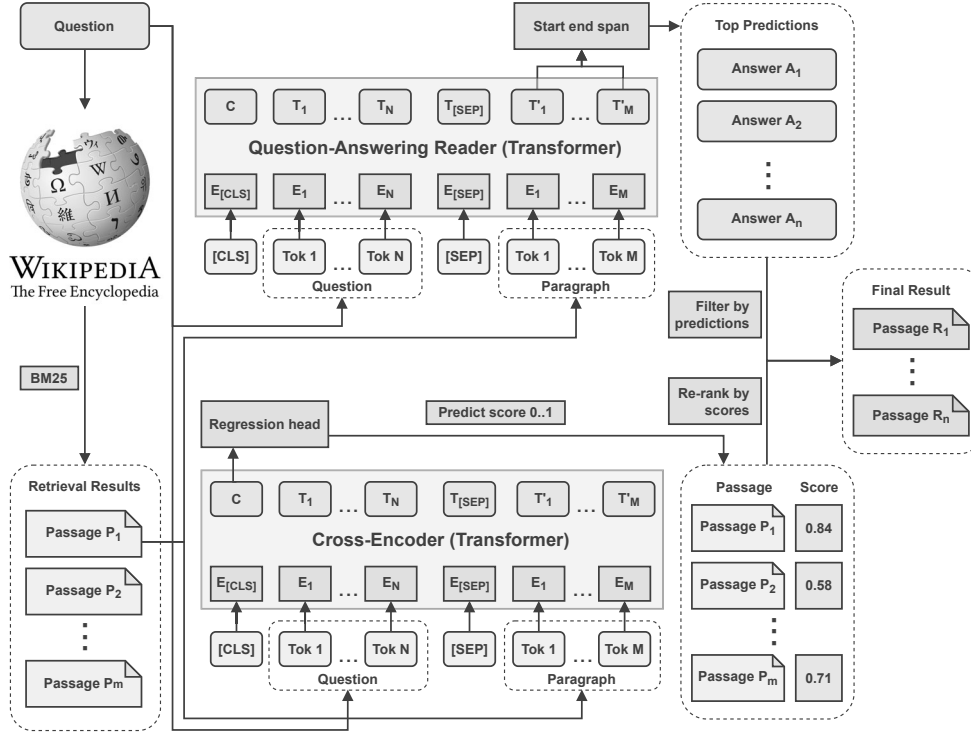 Question
WIKIPEDIA
The Free Encyclopedia
BM25
Retrieval Results
Passage P1
Passage P2
Passage Pm
Start end span
C T1 ... TN T[SEP] T'1 ... T'M
Question-Answering Reader (Transformer)
E[CLS] E1 ... EN E[SEP] E1 ... EM
[CLS] Tok 1 ... Tok N [SEP] Tok 1 ... Tok M
Question Paragraph
Regression head
Predict score 0..1
C T1 ... TN T[SEP] T'1 ... T'M
Cross-Encoder (Transformer)
E[CLS] E1 ... EN E[SEP] E1 ... EM
[CLS] Tok 1 ... Tok N [SEP] Tok 1 ... Tok M
Question Paragraph
Top Predictions
Answer A1
Answer A2
Answer An
Filter by
predictions
Re-rank by
scores
Passage Score
Passage P1 0.84
Passage P2 0.58
Passage Pm 0.71
Final Result
Passage R1
Passage Rn
Ω
W
И
維